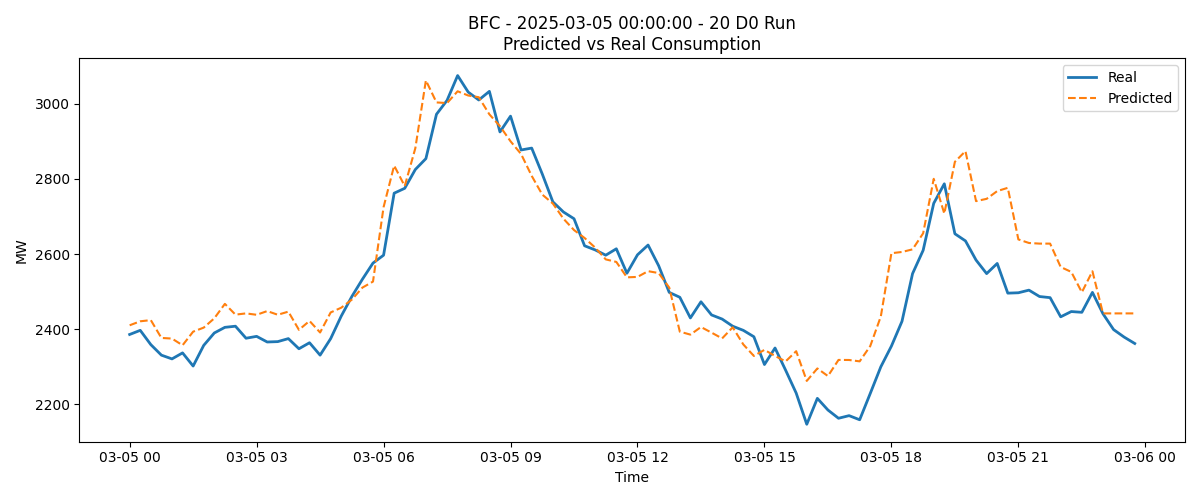 BFC - 2025-03-05 00:00:00 - 20 D0 Run
Predicted vs Real Consumption
Real
Predicted
MW
3000
2800
2600
2400
2200
03-05 00
03-05 03
03-05 06
03-05 09
03-05 12
03-05 15
03-05 18
03-05 21
03-06 00
Time